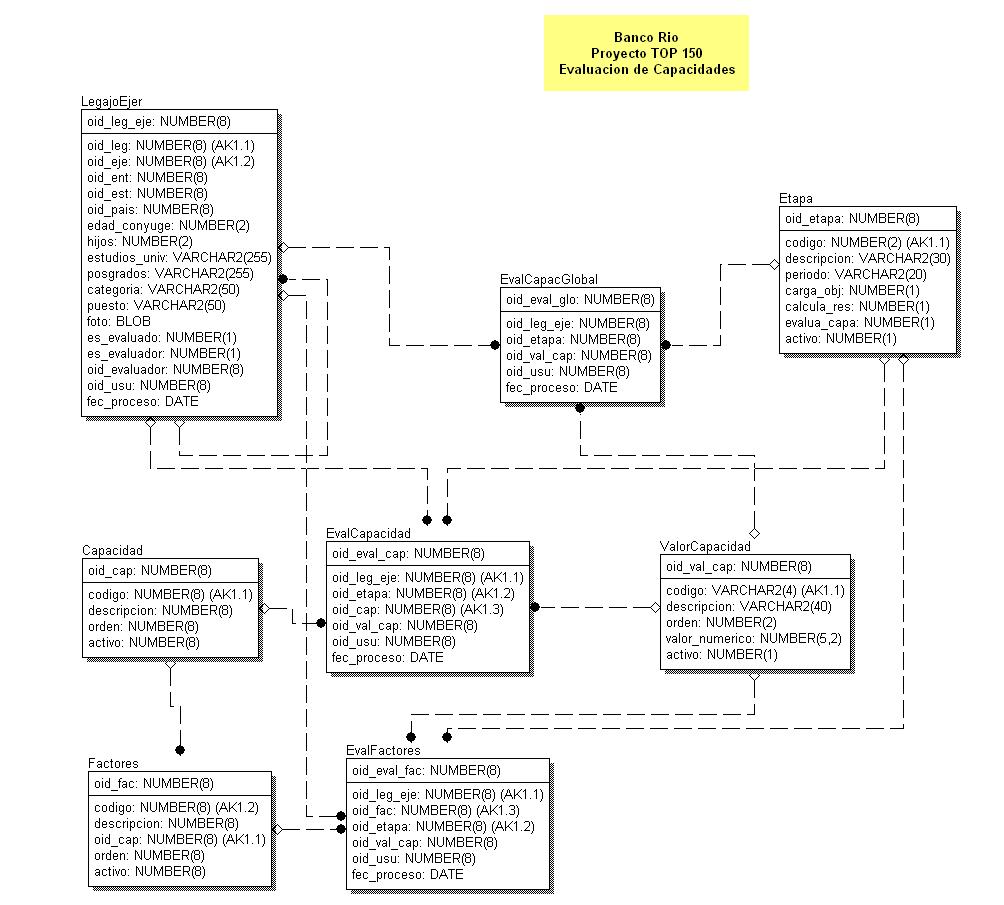 Banco Rio
Proyecto TOP 150
Evaluacion de Capacidades
LegajoEjer
oid_leg_eje: NUMBER(8)
oid_leg: NUMBER(8) (AK1.1)
oid_eje: NUMBER(8) (AK1.2)
oid_ent: NUMBER(8)
oid_est: NUMBER(8)
oid_pais: NUMBER(8)
edad_conyuge: NUMBER(2)
hijos: NUMBER(2)
estudios_univ: VARCHAR2(255)
posgrados: VARCHAR2(255)
categoria: VARCHAR2(50)
puesto: VARCHAR2(50)
foto: BLOB
es_evaluado: NUMBER(1)
es_evaluador: NUMBER(1)
oid_evaluador: NUMBER(8)
oid_usu: NUMBER(8)
fec_proceso: DATE
EvalCapacGlobal
oid_eval_glo: NUMBER(8)
oid_leg_eje: NUMBER(8)
oid_etapa: NUMBER(8)
oid_val_cap: NUMBER(8)
oid_usu: NUMBER(8)
fec_proceso: DATE
Etapa
oid_etapa: NUMBER(8)
codigo: NUMBER(2) (AK1.1)
descripcion: VARCHAR2(30)
periodo: VARCHAR2(20)
carga_obj: NUMBER(1)
calcula_res: NUMBER(1)
evalua_capa: NUMBER(1)
activo: NUMBER(1)
Capacidad
oid_cap: NUMBER(8)
codigo: NUMBER(8) (AK1.1)
descripcion: NUMBER(8)
orden: NUMBER(8)
activo: NUMBER(8)
EvalCapacidad
oid_eval_cap: NUMBER(8)
oid_leg_eje: NUMBER(8) (AK1.1)
oid_etapa: NUMBER(8) (AK1.2)
oid_cap: NUMBER(8) (AK1.3)
oid_val_cap: NUMBER(8)
oid_usu: NUMBER(8)
fec_proceso: DATE
ValorCapacidad
oid_val_cap: NUMBER(8)
codigo: VARCHAR2(4) (AK1.1)
descripcion: VARCHAR2(40)
orden: NUMBER(2)
valor_numerico: NUMBER(5,2)
activo: NUMBER(1)
Factores
oid_fac: NUMBER(8)
codigo: NUMBER(8) (AK1.2)
descripcion: NUMBER(8)
oid_cap: NUMBER(8) (AK1.1)
orden: NUMBER(8)
activo: NUMBER(8)
EvalFactores
oid_eval_fac: NUMBER(8)
oid_leg_eje: NUMBER(8) (AK1.1)
oid_fac: NUMBER(8) (AK1.3)
oid_etapa: NUMBER(8) (AK1.2)
oid_val_cap: NUMBER(8)
oid_usu: NUMBER(8)
fec_proceso: DATE